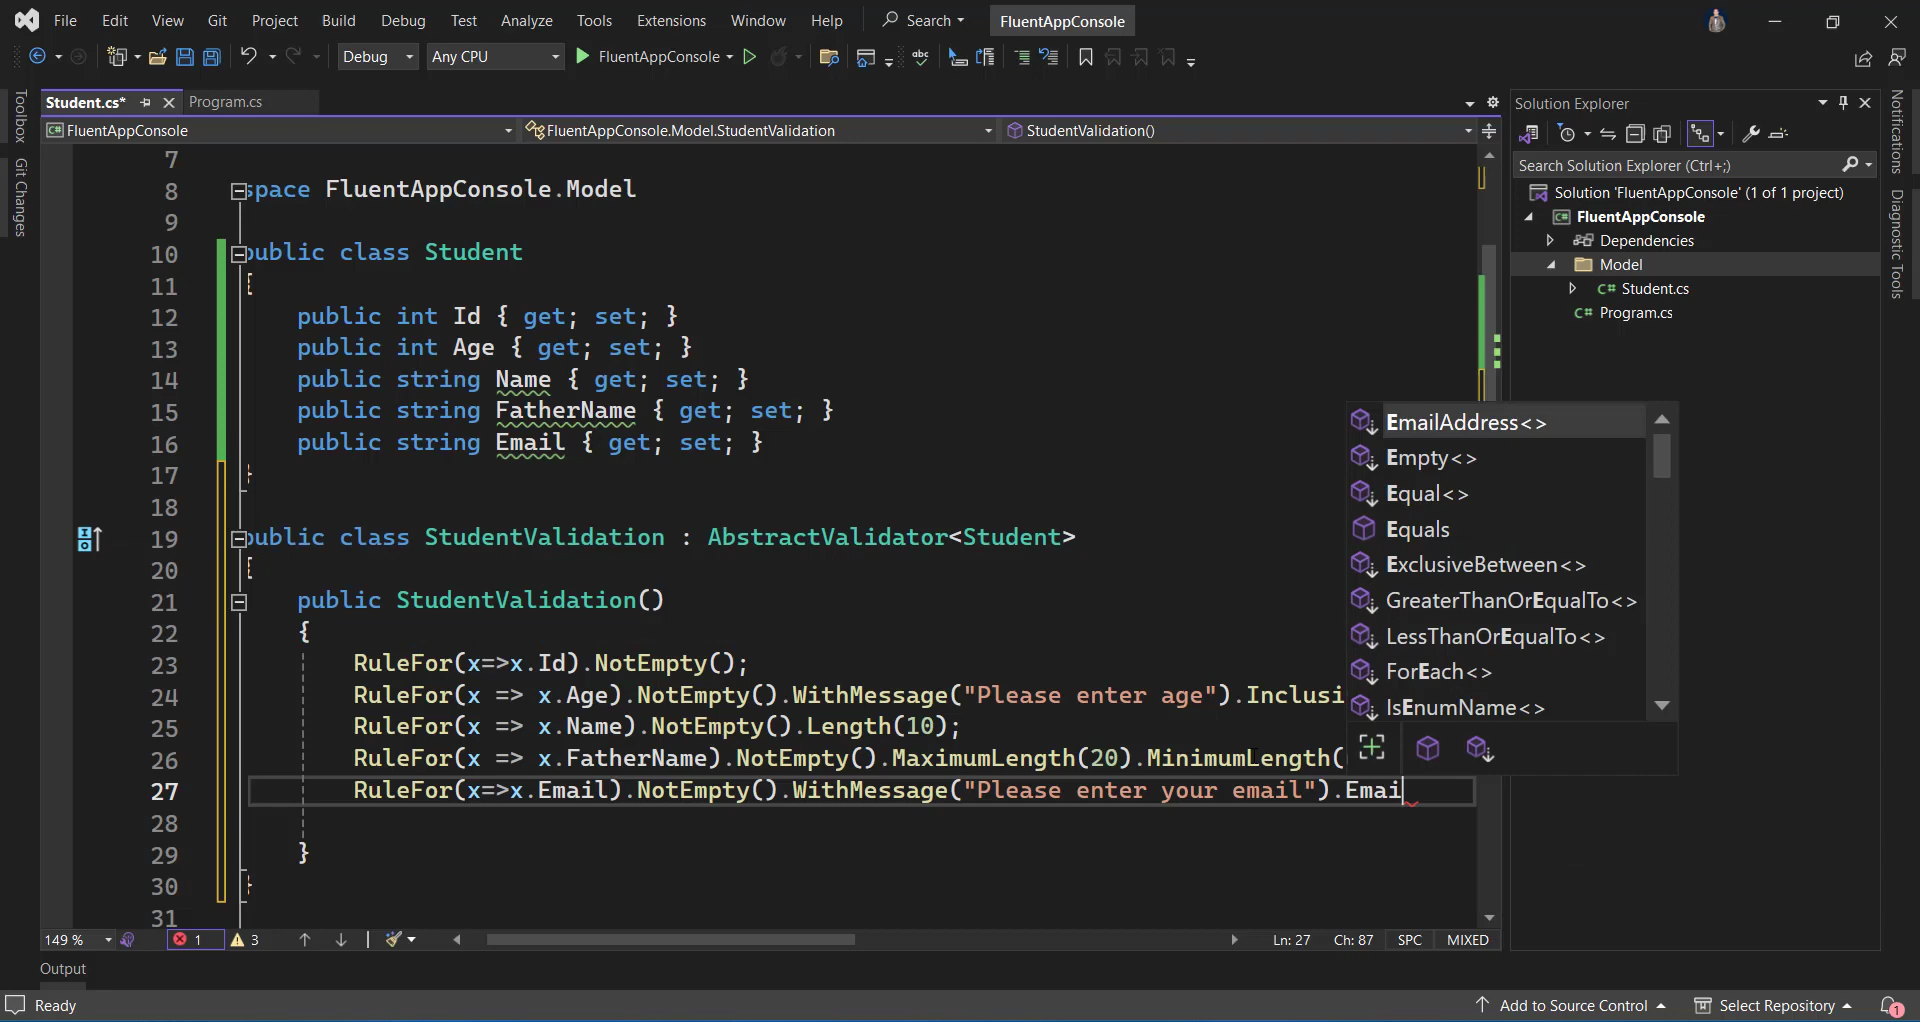 File Edit View Git Project Build Debug Test Analyze Tools Extensions Window Help Search FluentAppConsole
Debug Any CPU FluentAppConsole
Toolbox
Git Changes
Student.cs* Program.cs
FluentAppConsole FluentAppConsole.Model.StudentValidation StudentValidation()
7
8 space FluentAppConsole.Model
9
10 public class Student
11 {
12 public int Id { get; set; }
13 public int Age { get; set; }
14 public string Name { get; set; }
15 public string FatherName { get; set; }
16 public string Email { get; set; }
17 }
18
19 public class StudentValidation : AbstractValidator<Student>
20 {
21 public StudentValidation()
22 {
23 RuleFor(x=>x.Id).NotEmpty();
24 RuleFor(x => x.Age).NotEmpty().WithMessage("Please enter age").Inclusi
25 RuleFor(x => x.Name).NotEmpty().Length(10);
26 RuleFor(x => x.FatherName).NotEmpty().MaximumLength(20).MinimumLength(
27 RuleFor(x=>x.Email).NotEmpty().WithMessage("Please enter your email").Emai
28
29 }
30 }
31
EmailAddress<>
Empty<>
Equal<>
Equals
ExclusiveBetween<>
GreaterThanOrEqualTo<>
LessThanOrEqualTo<>
ForEach<>
IsEnumName<>
Solution Explorer
Search Solution Explorer (Ctrl+;)
Solution 'FluentAppConsole' (1 of 1 project)
FluentAppConsole
Dependencies
Model
C# Student.cs
C# Program.cs
Notifications
Diagnostic Tools
149 % 1 3 Ln: 27 Ch: 87 SPC MIXED
Output
Ready Add to Source Control Select Repository 1